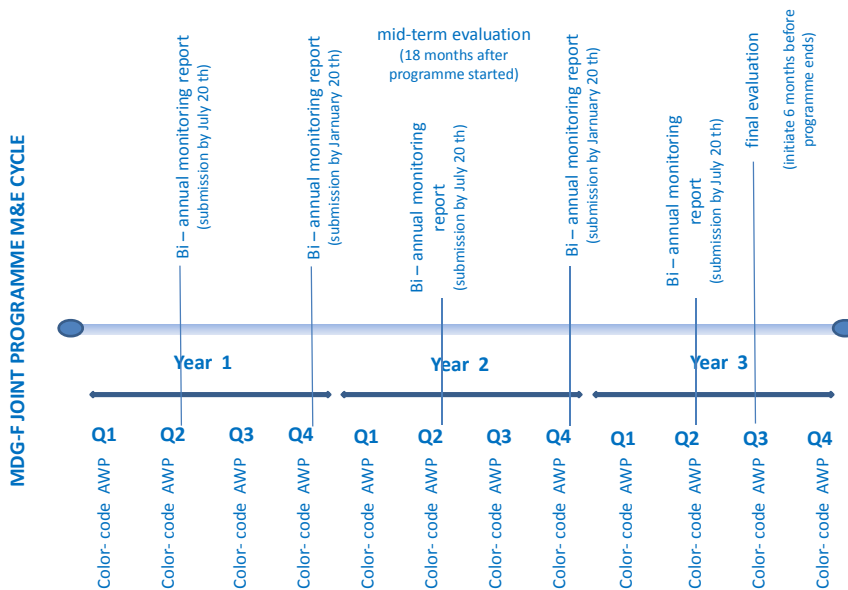 MDG-F JOINT PROGRAMME M&E CYCLE
Bi – annual monitoring report
(submission by July 20 th)
Bi – annual monitoring report
(submission by Jarnuary 20 th)
mid-term evaluation
(18 months after
programme started)
Bi – annual monitoring
report
(submission by July 20 th)
Bi – annual monitoring report
(submission by Jarnuary 20 th)
Bi – annual monitoring
report
(submission by July 20 th)
final evaluation
(initiate 6 months before
programme ends)
Year 1
Year 2
Year 3
Q1
Q2
Q3
Q4
Q1
Q2
Q3
Q4
Q1
Q2
Q3
Q4
Color- code AWP
Color- code AWP
Color- code AWP
Color- code AWP
Color- code AWP
Color- code AWP
Color- code AWP
Color- code AWP
Color- code AWP
Color- code AWP
Color- code AWP
Color- code AWP